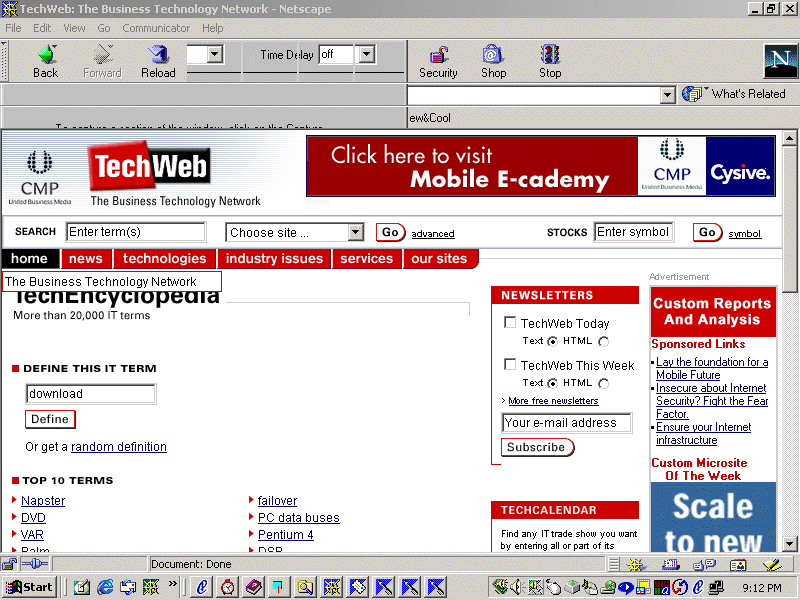 TechWeb: The Business Technology Network - Netscape
File Edit View Go Communicator Help
Time Delay off
Back Forward Reload Security Shop Stop
N
What's Related
To capture a section of the window, click on the Capture
ew&Cool
CMP
United Business Media
TechWeb
The Business Technology Network
Click here to visit
Mobile E-cademy
CMP
United Business Media
Cysive.
SEARCH Enter term(s) Choose site ... Go advanced STOCKS Enter symbol Go symbol
home news technologies industry issues services our sites
The Business Technology Network
TechEncyclopedia
More than 20,000 IT terms
DEFINE THIS IT TERM
download
Define
Or get a random definition
TOP 10 TERMS
Napster
DVD
VAR
Palm
failover
PC data buses
Pentium 4
DSP
NEWSLETTERS
TechWeb Today
Text HTML
TechWeb This Week
Text HTML
> More free newsletters
Your e-mail address
Subscribe
TECHCALENDAR
Find any IT trade show you want
by entering all or part of its
Advertisement
Custom Reports
And Analysis
Sponsored Links
Lay the foundation for a
Mobile Future
Insecure about Internet
Security? Fight the Fear
Factor.
Ensure your Internet
infrastructure
Custom Microsite
Of The Week
Scale
to new
Document: Done
Start 9:12 PM